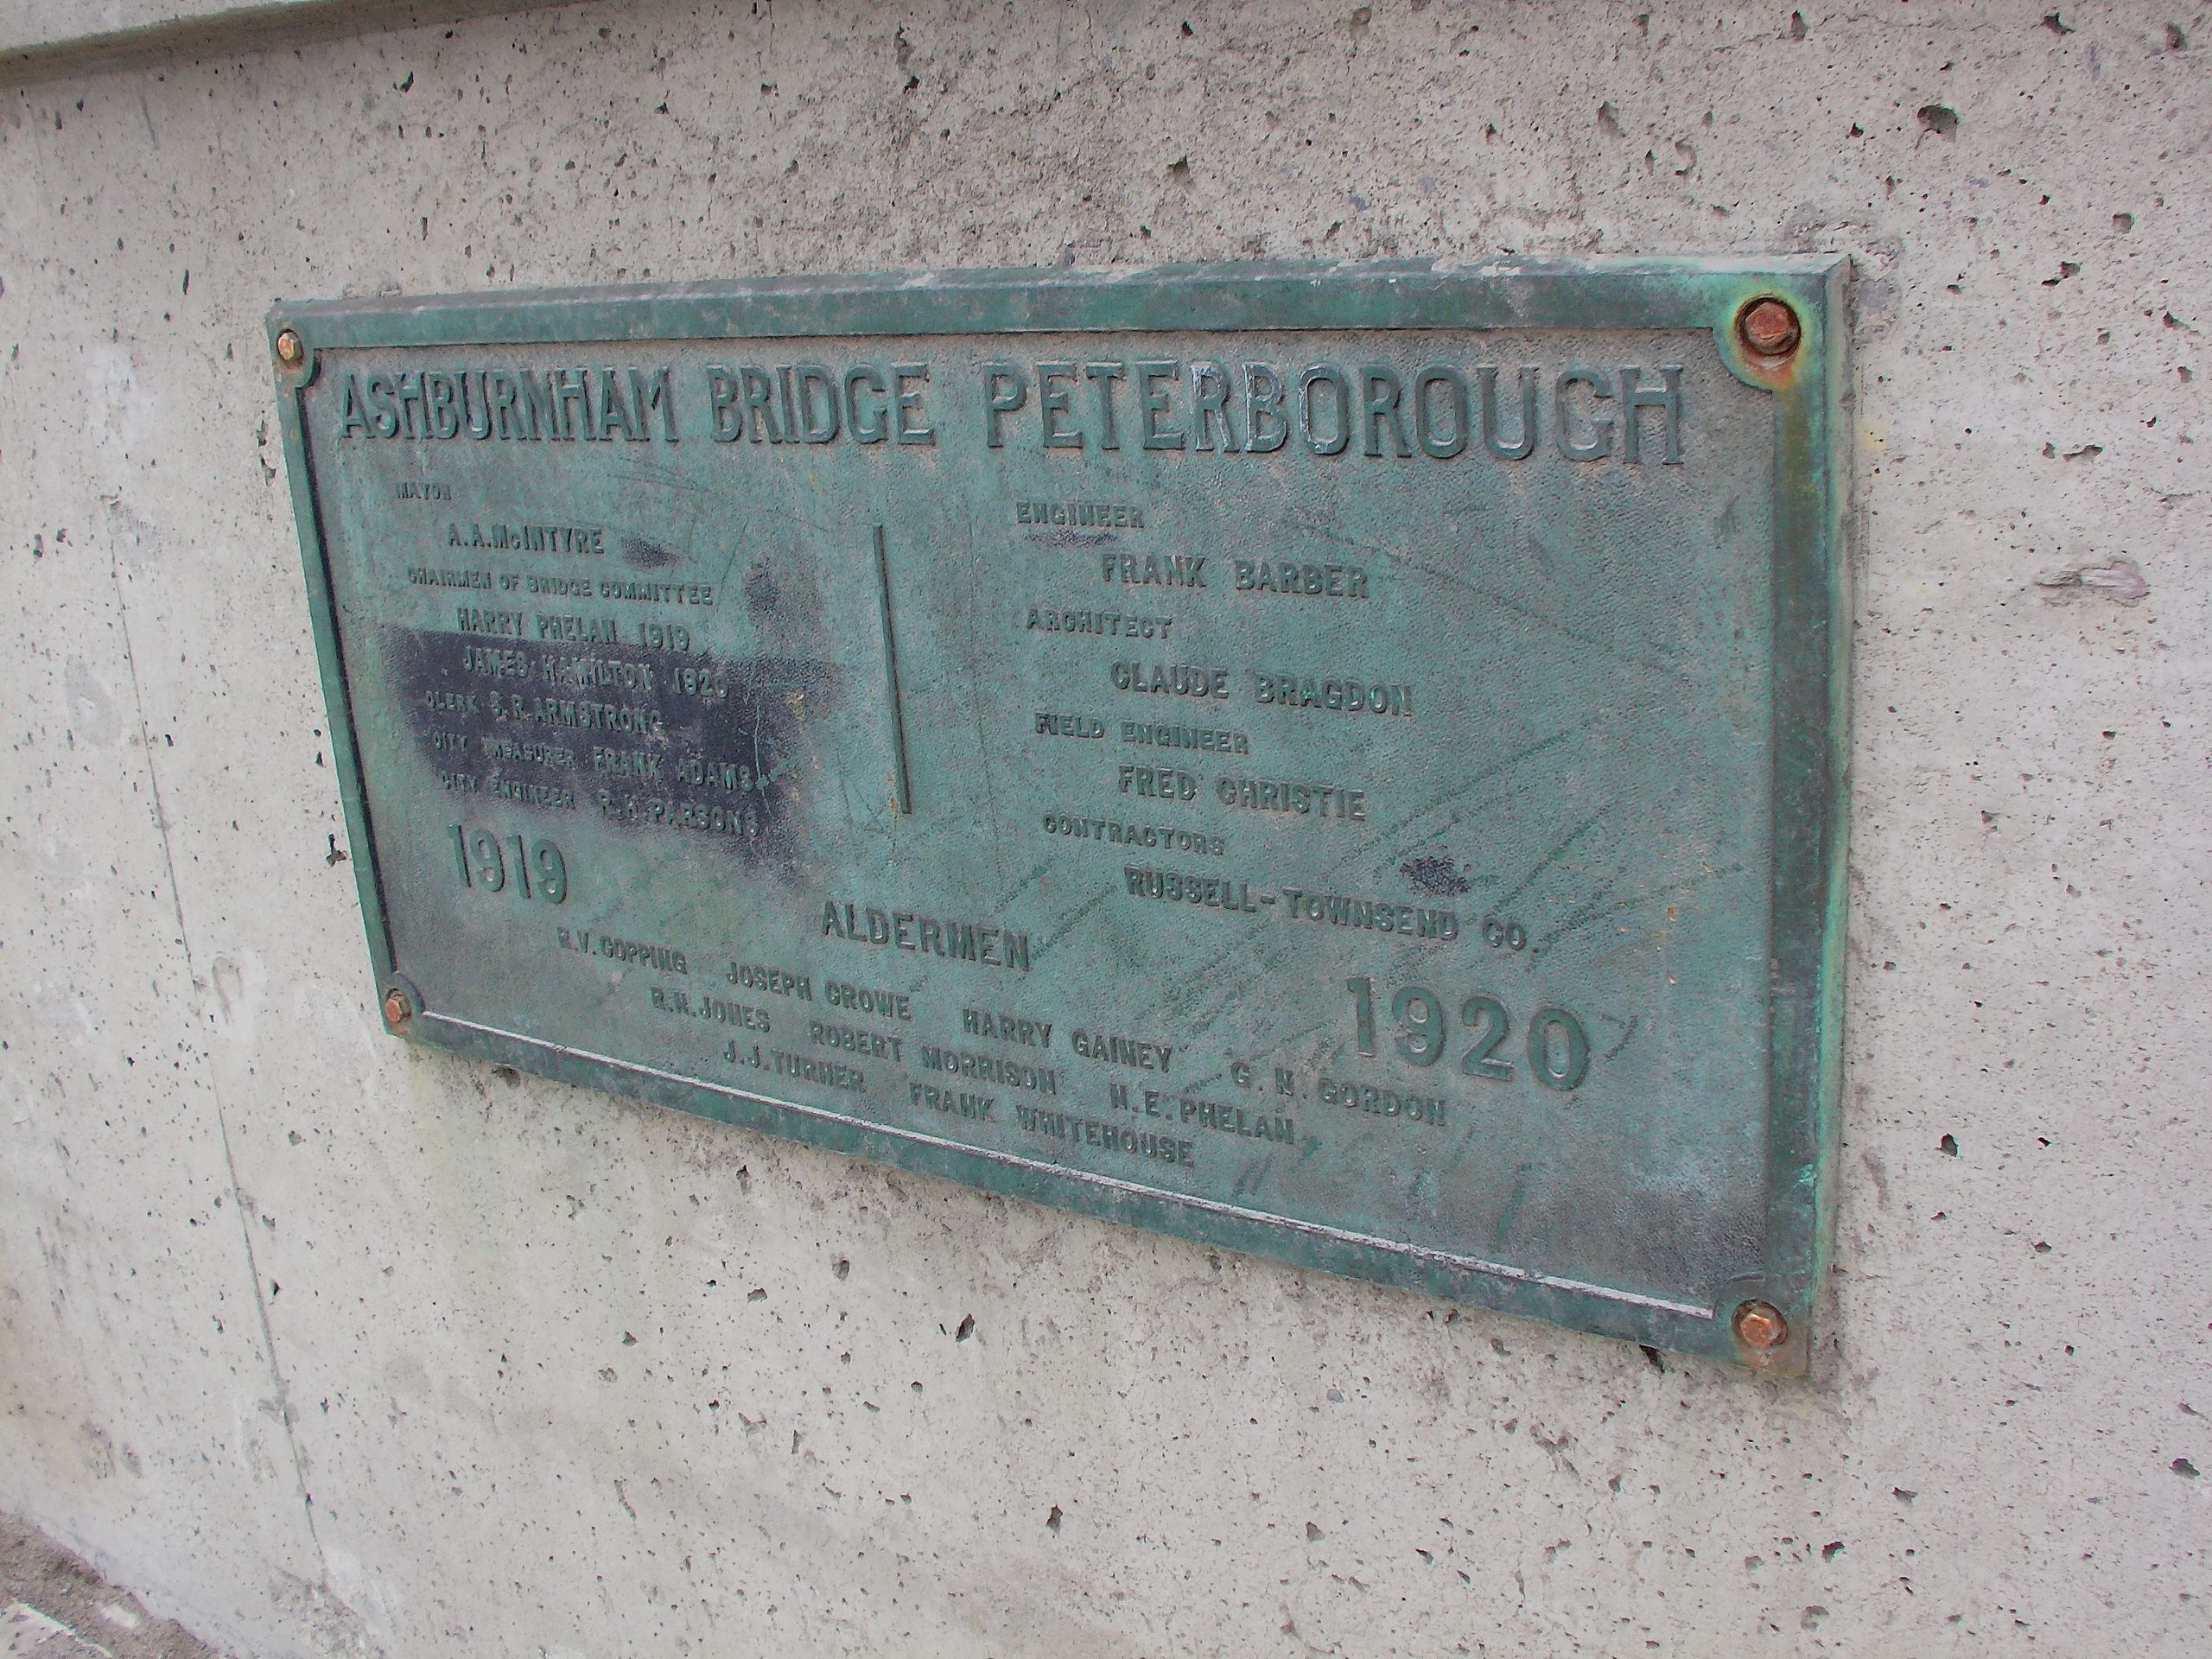 ASHBURNHAM BRIDGE PETERBOROUGH
MAYOR
A.A.McINTYRE
CHAIRMEN OF BRIDGE COMMITTEE
HARRY PHELAN 1919
JAMES HAMILTON 1920
CLERK S.R.ARMSTRONG
CITY TREASURER FRANK ADAMS
CITY ENGINEER R.H.PARSONS
1919
ENGINEER
FRANK BARBER
ARCHITECT
CLAUDE BRAGDON
FIELD ENGINEER
FRED CHRISTIE
CONTRACTORS
RUSSELL-TOWNSEND CO.
1920
ALDERMEN
R.V.COPPING JOSEPH CROWE HARRY GAINEY G.N.GORDON
R.N.JONES ROBERT MORRISON N.E.PHELAN
J.J.TURNER FRANK WHITEHOUSE